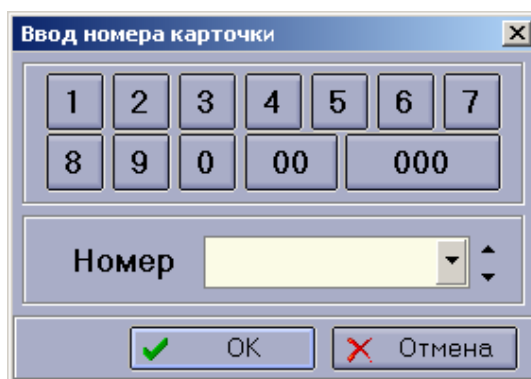 Ввод номера карточки
1 2 3 4 5 6 7
8 9 0 00 000
Номер
OK Отмена